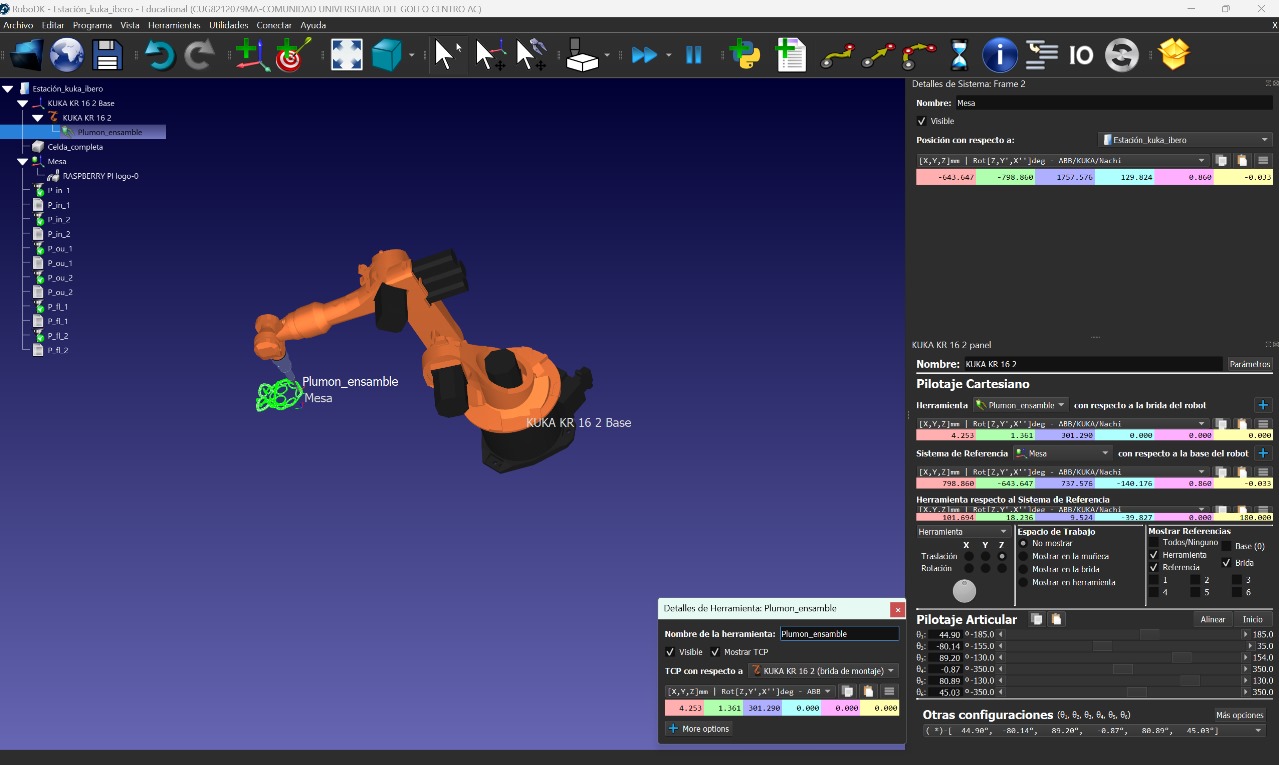 RoboDK - Estación_kuka_ibero - Educational (CUG8212079MA-COMUNIDAD UNIVERSITARIA DEL GOLFO CENTRO AC)
Archivo Editar Programa Vista Herramientas Utilidades Conectar Ayuda
IO
Estación_kuka_ibero
KUKA KR 16 2 Base
KUKA KR 16 2
Plumon_ensamble
Celda_completa
Mesa
RASPBERRY PI logo-0
P_in_1
P_in_1
P_in_2
P_in_2
P_ou_1
P_ou_1
P_ou_2
P_ou_2
P_fl_1
P_fl_1
P_fl_2
P_fl_2
Plumon_ensamble
Mesa
KUKA KR 16 2 Base
Detalles de Sistema: Frame 2
Nombre: Mesa
Visible
Posición con respecto a: Estación_kuka_ibero
[X,Y,Z]mm | Rot[Z,Y',X'']deg - ABB/KUKA/Nachi
-643.647 -798.860 1757.576 129.824 0.860 -0.033
KUKA KR 16 2 panel
Nombre: KUKA KR 16 2 Parámetros
Pilotaje Cartesiano
Herramienta Plumon_ensamble con respecto a la brida del robot
[X,Y,Z]mm | Rot[Z,Y',X'']deg - ABB/KUKA/Nachi
4.253 1.361 301.290 0.000 0.000 0.000
Sistema de Referencia Mesa con respecto a la base del robot
[X,Y,Z]mm | Rot[Z,Y',X'']deg - ABB/KUKA/Nachi
798.860 -643.647 737.576 -140.176 0.860 -0.033
Herramienta respecto al Sistema de Referencia
[X,Y,Z]mm | Rot[Z,Y',X'']deg - ABB/KUKA/Nachi
101.694 18.236 9.524 -39.827 0.000 180.000
Herramienta
X Y Z
Traslación
Rotación
Espacio de Trabajo
No mostrar
Mostrar en la muñeca
Mostrar en la brida
Mostrar en herramienta
Mostrar Referencias
Todos/Ninguno Base (0)
Herramienta Brida
Referencia
1 2 3
4 5 6
Pilotaje Articular Alinear Inicio
θ₁: 44.90 º -185.0 185.0
θ₂: -80.14 º -155.0 35.0
θ₃: 89.20 º -130.0 154.0
θ₄: -0.87 º -350.0 350.0
θ₅: 80.89 º -130.0 130.0
θ₆: 45.03 º -350.0 350.0
Otras configuraciones (θ₁, θ₂, θ₃, θ₄, θ₅, θ₆) Más opciones
( *)-[ 44.90°, -80.14°, 89.20°, -0.87°, 80.89°, 45.03°]
Detalles de Herramienta: Plumon_ensamble
Nombre de la herramienta: Plumon_ensamble
Visible Mostrar TCP
TCP con respecto a KUKA KR 16 2 (brida de montaje)
[X,Y,Z]mm | Rot[Z,Y',X'']deg - ABB
4.253 1.361 301.290 0.000 0.000 0.000
More options